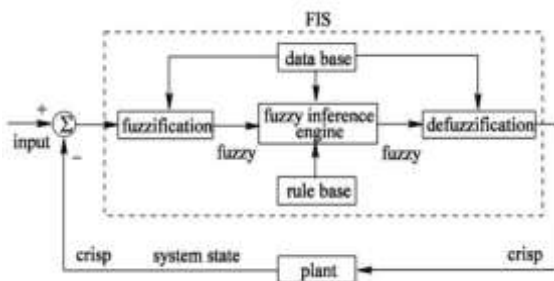 FIS
data base
+
Σ
input
−
fuzzification
fuzzy
fuzzy inference
engine
fuzzy
defuzzification
rule base
crisp
system state
plant
crisp